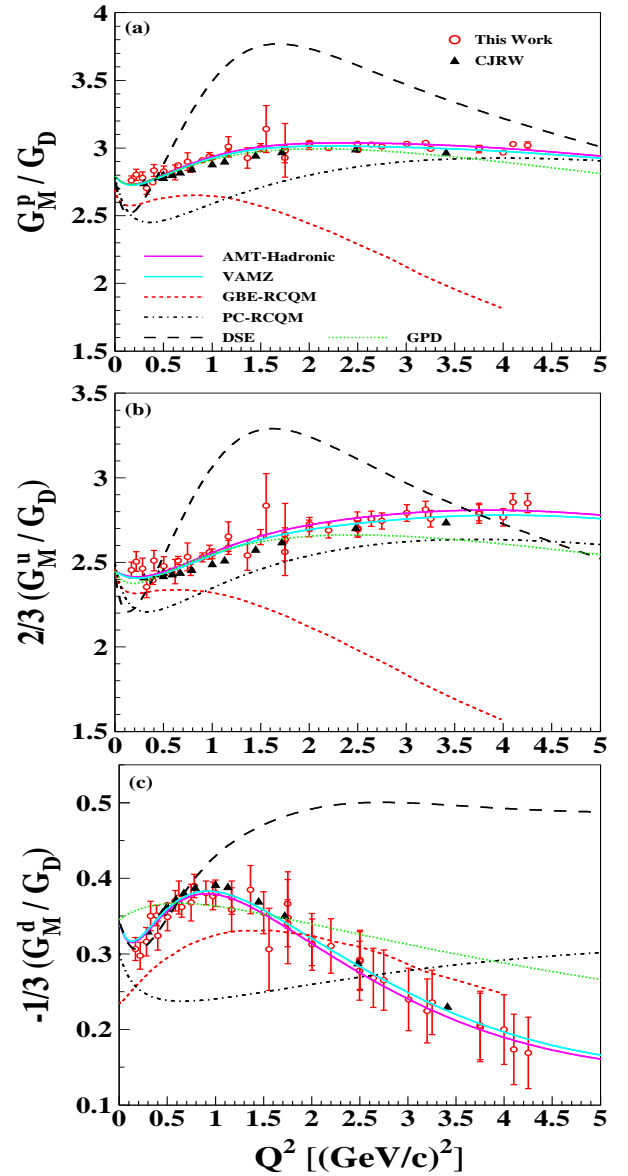 (a)
This Work
CJRW
4
3.5
3
2.5
2
1.5
G_M^p / G_D
AMT-Hadronic
VAMZ
GBE-RCQM
PC-RCQM
DSE
GPD
0 0.5 1 1.5 2 2.5 3 3.5 4 4.5 5
(b)
3.5
3
2.5
2
1.5
2/3 (G_M^u / G_D)
0 0.5 1 1.5 2 2.5 3 3.5 4 4.5 5
(c)
0.5
0.4
0.3
0.2
0.1
-1/3 (G_M^d / G_D)
0 0.5 1 1.5 2 2.5 3 3.5 4 4.5 5
Q² [(GeV/c)²]